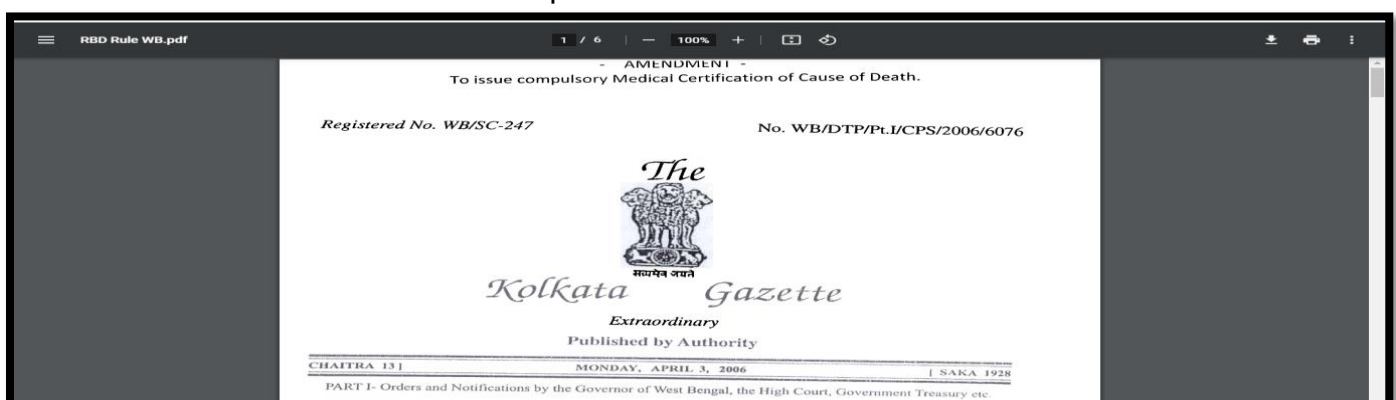 RBD Rule WB.pdf 1 / 6 | — 100% + |
- AMENDMENT -
To issue compulsory Medical Certification of Cause of Death.
Registered No. WB/SC-247 No. WB/DTP/Pt.I/CPS/2006/6076
The
सत्यमेव जयते
Kolkata Gazette
Extraordinary
Published by Authority
CHAITRA 13] MONDAY, APRIL 3, 2006 [ SAKA 1928
PART I- Orders and Notifications by the Governor of West Bengal, the High Court, Government Treasury etc.